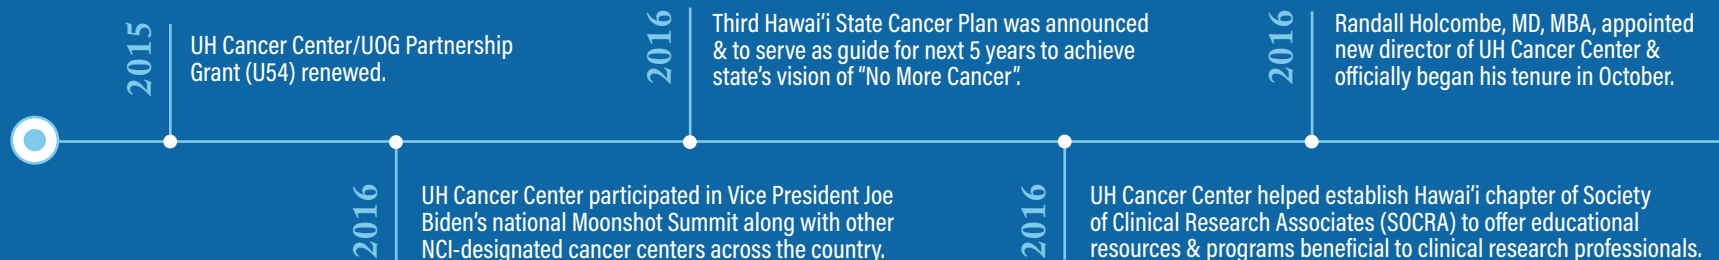 2015
UH Cancer Center/UOG Partnership
Grant (U54) renewed.
2016
UH Cancer Center participated in Vice President Joe
Biden’s national Moonshot Summit along with other
NCI-designated cancer centers across the country.
2016
Third Hawai‘i State Cancer Plan was announced
& to serve as guide for next 5 years to achieve
state’s vision of “No More Cancer”.
2016
UH Cancer Center helped establish Hawai‘i chapter of Society
of Clinical Research Associates (SOCRA) to offer educational
resources & programs beneficial to clinical research professionals.
2016
Randall Holcombe, MD, MBA, appointed
new director of UH Cancer Center &
officially began his tenure in October.